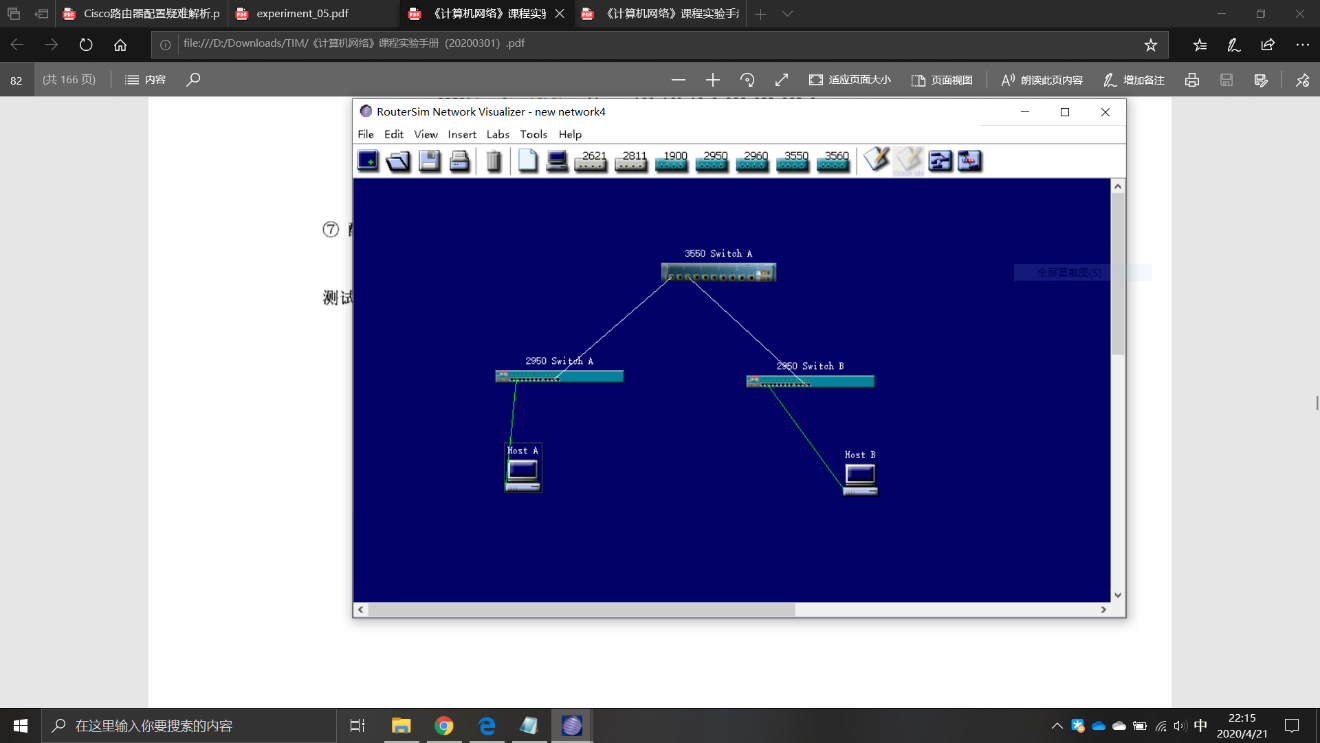 Cisco路由器配置疑难解析.p
experiment_05.pdf
《计算机网络》课程实验
《计算机网络》课程实验手册
file:///D:/Downloads/TIM/《计算机网络》课程实验手册（20200301）.pdf
82 (共 166 页) 内容 适应页面大小 页面视图 朗读此页内容 增加备注
RouterSim Network Visualizer - new network4
File Edit View Insert Labs Tools Help
2621 2811 1900 2950 2960 3550 3560
⑦
3550 Switch A
全屏幕截图(S)
测试
2950 Switch A
2950 Switch B
Host A
Host B
在这里输入你要搜索的内容
中
22:15
2020/4/21